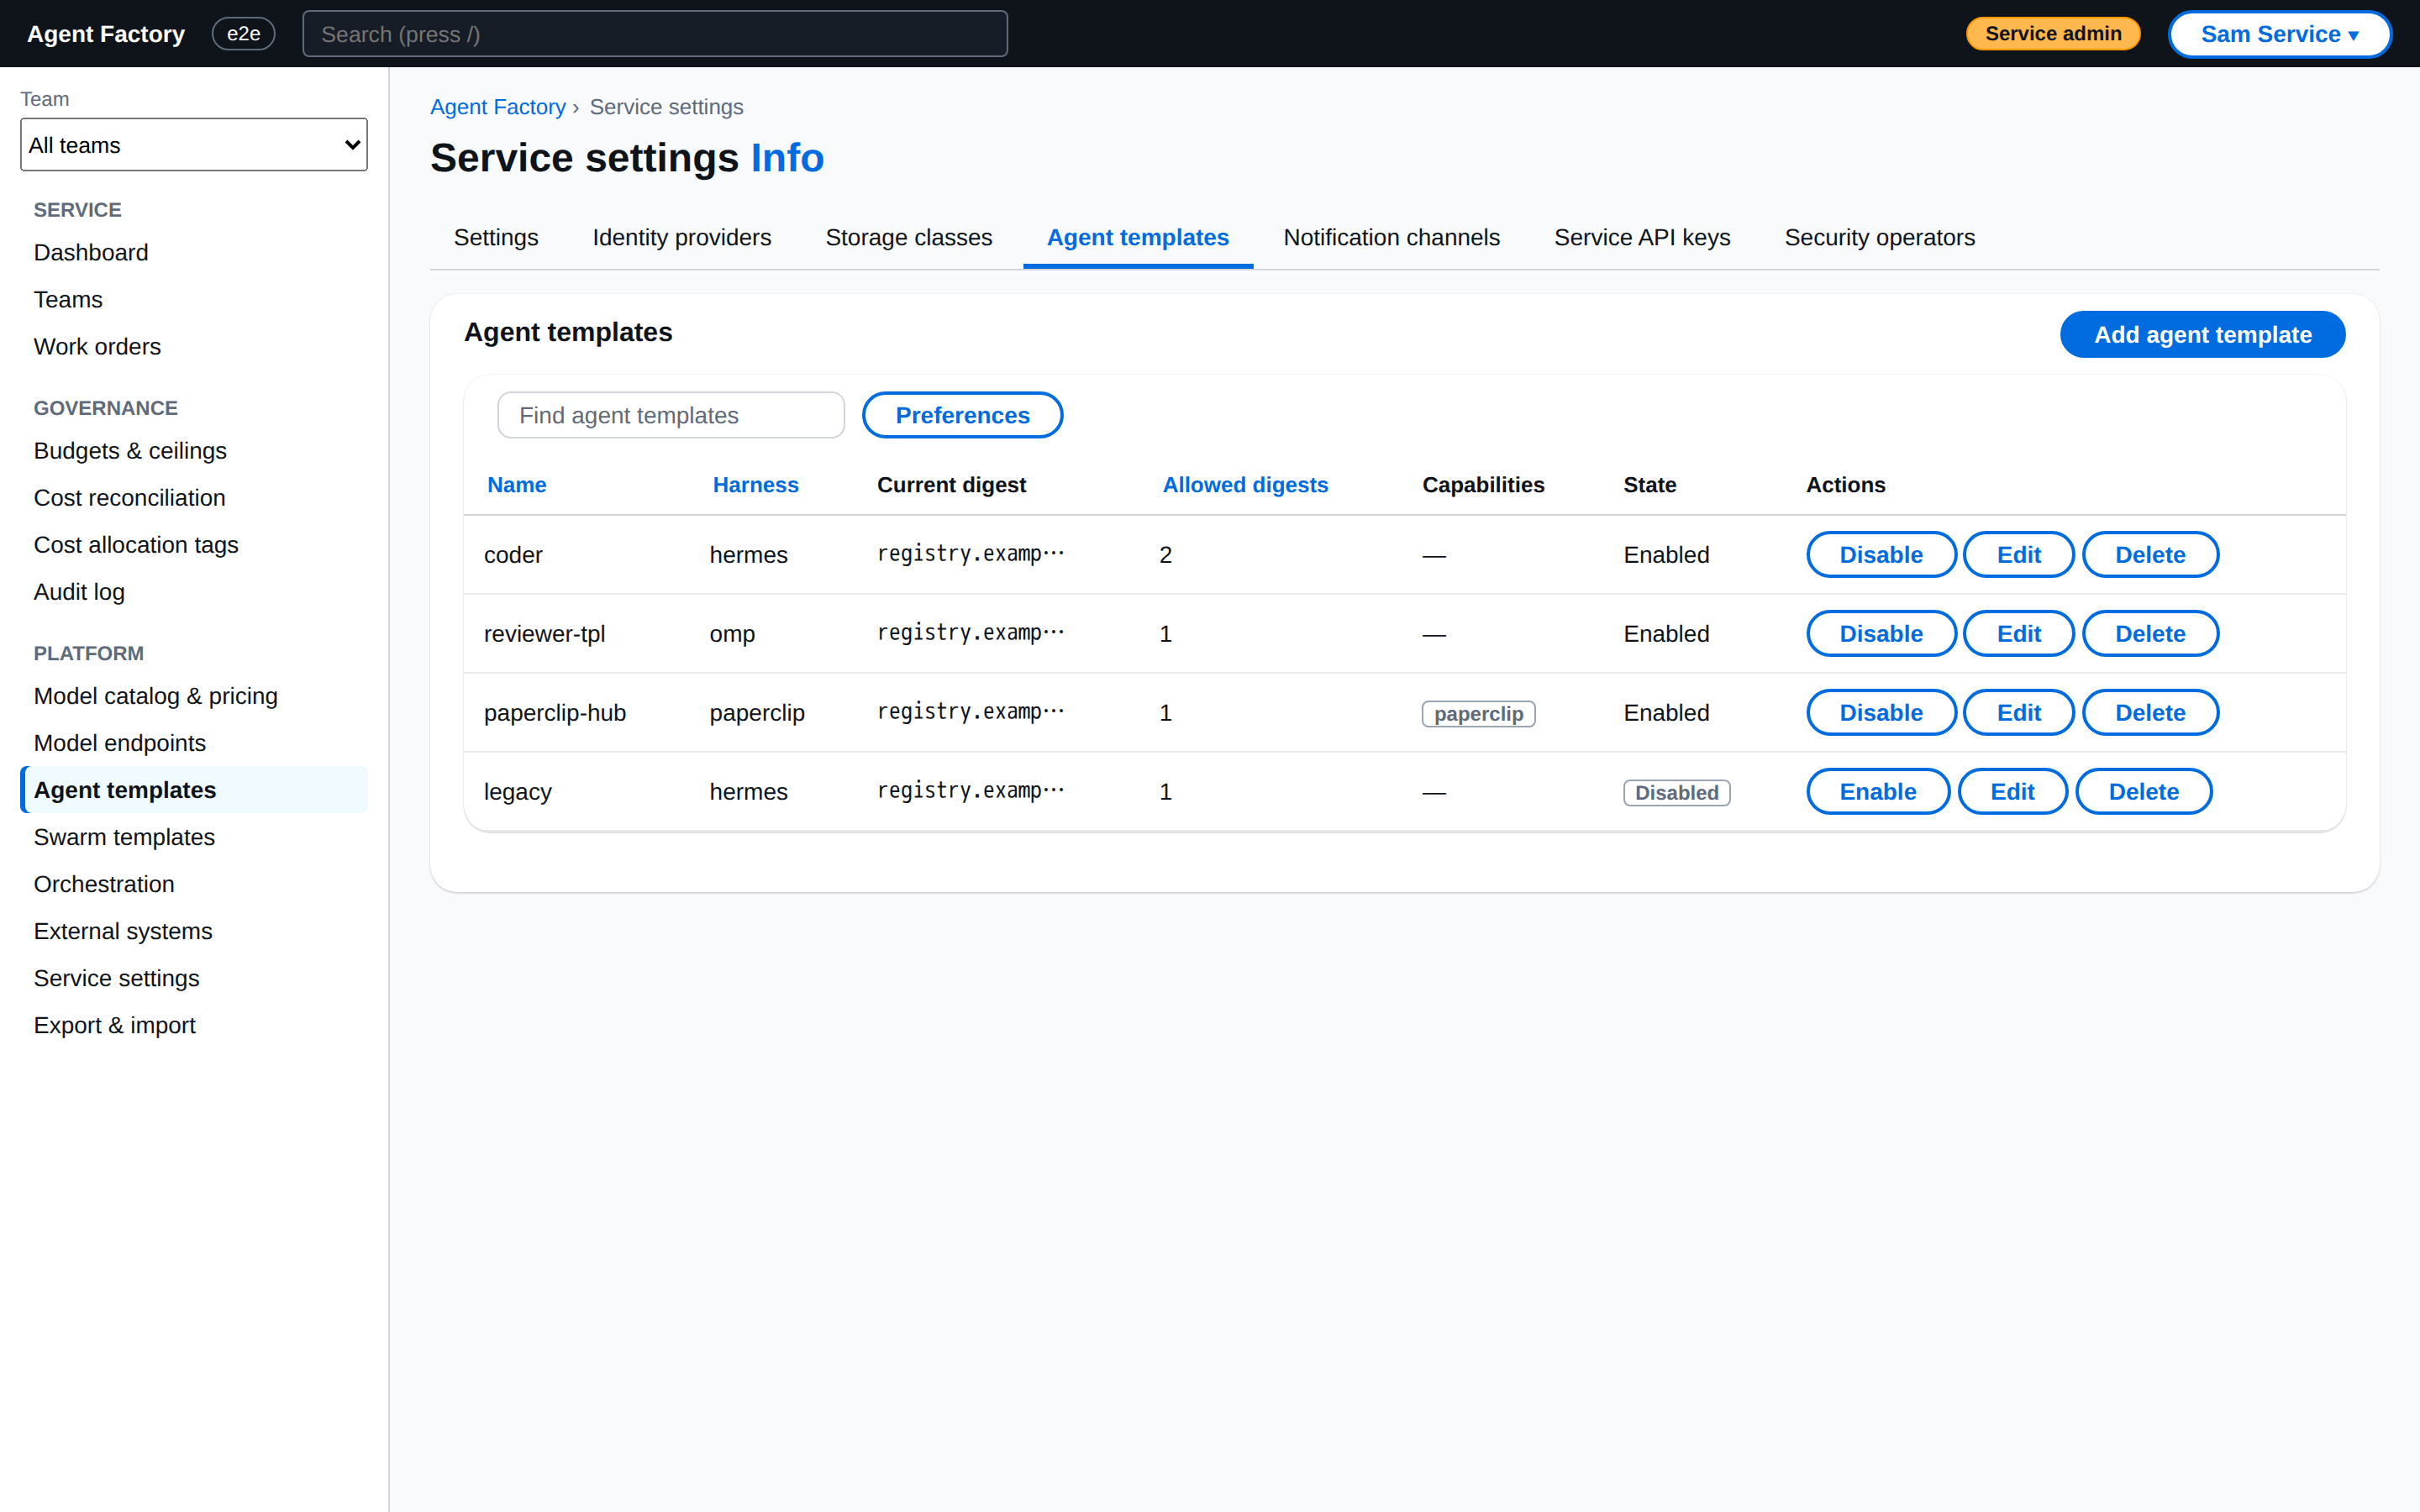 Agent Factory e2e Search (press /) Service admin Sam Service ▾
Team
All teams
SERVICE
Dashboard
Teams
Work orders
GOVERNANCE
Budgets & ceilings
Cost reconciliation
Cost allocation tags
Audit log
PLATFORM
Model catalog & pricing
Model endpoints
Agent templates
Swarm templates
Orchestration
External systems
Service settings
Export & import
Agent Factory › Service settings
Service settings Info
Settings Identity providers Storage classes Agent templates Notification channels Service API keys Security operators
Agent templates Add agent template
Find agent templates Preferences
Name Harness Current digest Allowed digests Capabilities State Actions
coder hermes registry.examp… 2 — Enabled Disable Edit Delete
reviewer-tpl omp registry.examp… 1 — Enabled Disable Edit Delete
paperclip-hub paperclip registry.examp… 1 paperclip Enabled Disable Edit Delete
legacy hermes registry.examp… 1 — Disabled Enable Edit Delete